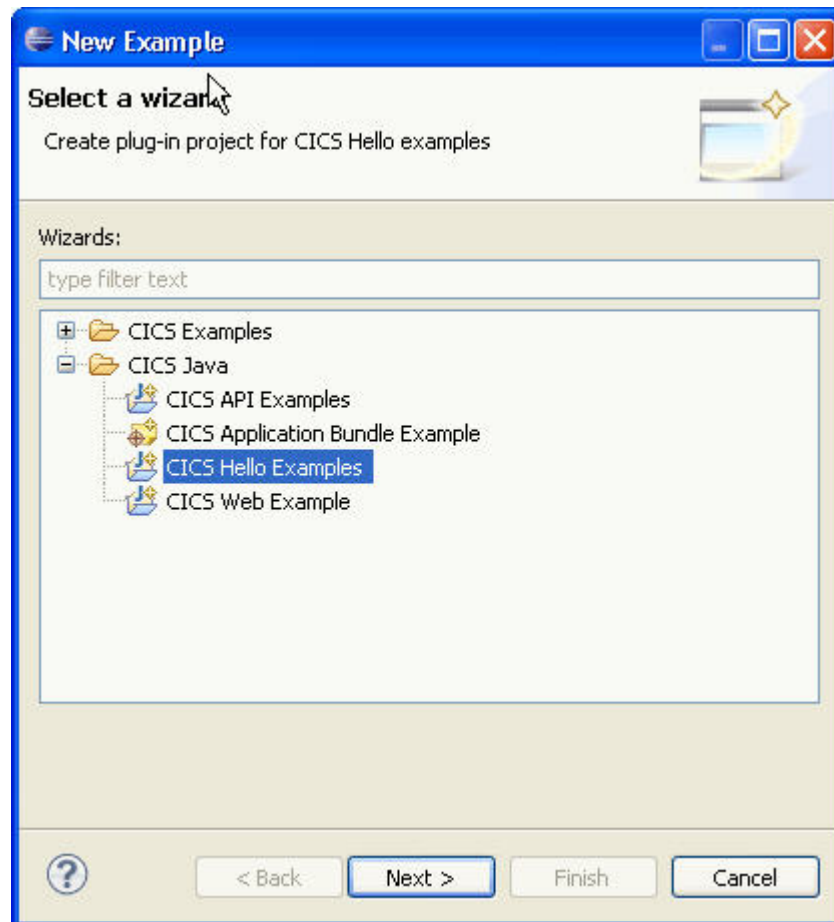 New Example
Select a wizard
Create plug-in project for CICS Hello examples
Wizards:
type filter text
CICS Examples
CICS Java
CICS API Examples
CICS Application Bundle Example
CICS Hello Examples
CICS Web Example
? < Back Next > Finish Cancel